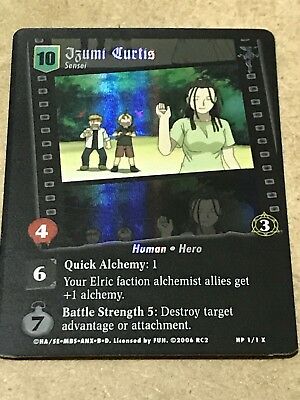 10 Izumi Curtis
Sensei
4
3
Human • Hero
6 Quick Alchemy: 1
Your Elric faction alchemist allies get
+1 alchemy.
7 Battle Strength 5: Destroy target
advantage or attachment.
©HA/SE•MBS•ANX•B•D. Licensed by FUN. ©2006 RC2 HP 1/1 X